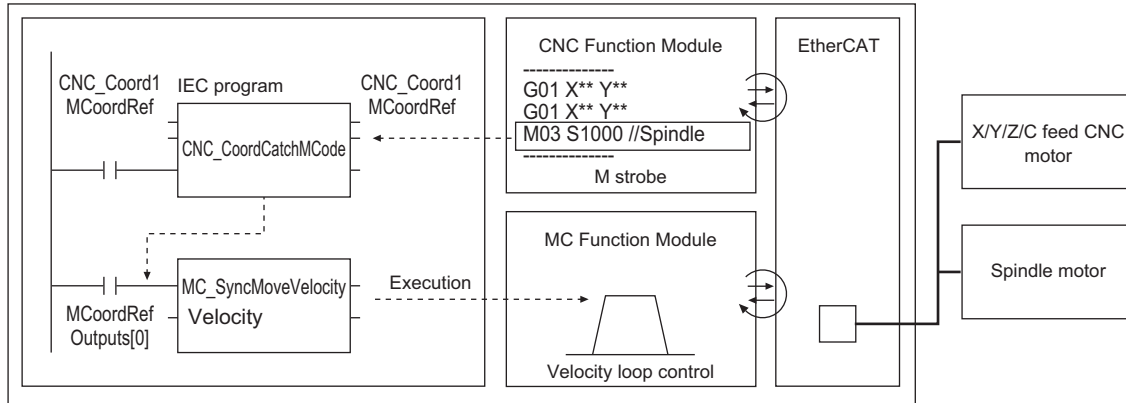 CNC_Coord1
MCoordRef
IEC program
CNC_Coord1
MCoordRef
CNC_CoordCatchMCode
MC_SyncMoveVelocity
Velocity
MCoordRef
Outputs[0]
Execution
CNC Function Module
--------------
G01 X** Y**
G01 X** Y**
M03 S1000 //Spindle
--------------
M strobe
MC Function Module
Velocity loop control
EtherCAT
X/Y/Z/C feed CNC
motor
Spindle motor